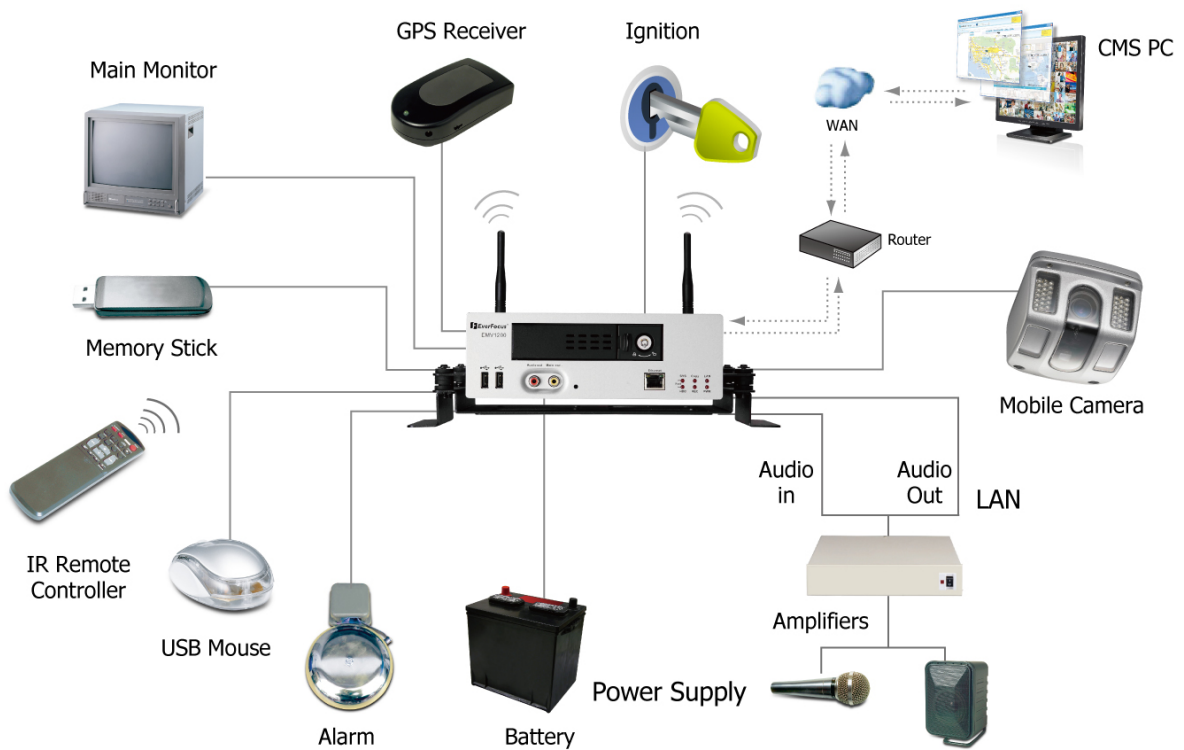 GPS Receiver
Ignition
CMS PC
Main Monitor
WAN
Router
EverFocus
EMV1200
Memory Stick
Mobile Camera
Audio
in
Audio
Out
LAN
IR Remote
Controller
USB Mouse
Amplifiers
Power Supply
Alarm
Battery